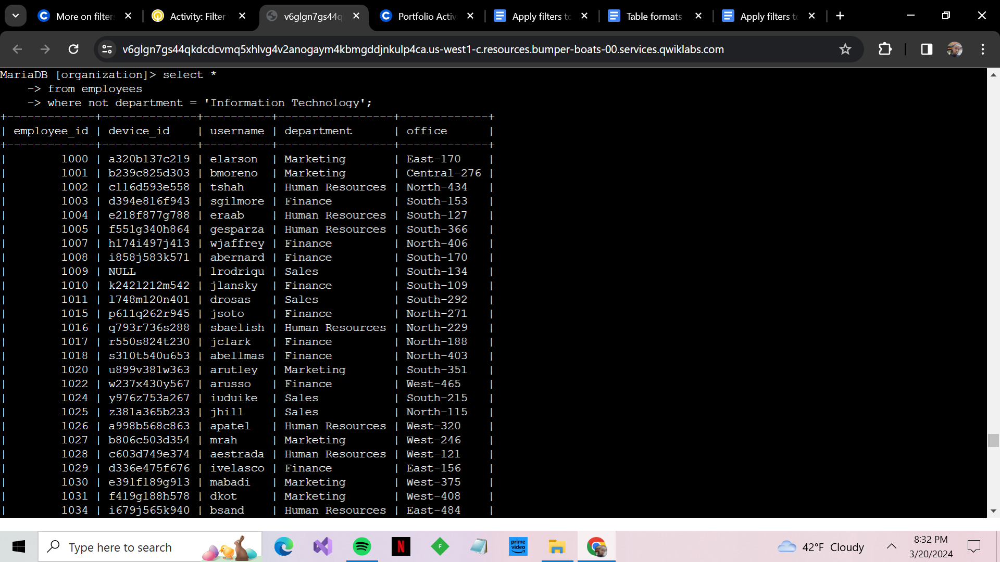 More on filter
Activity: Filter
v6glgn7gs44q
Portfolio Activ
Apply filters to
Table formats
Apply filters to
v6glgn7gs44qkdcdcvmq5xhlvg4v2anogaym4kbmgddjnkulp4ca.us-west1-c.resources.bumper-boats-00.services.qwiklabs.com
MariaDB [organization]> select *
    -> from employees
    -> where not department = 'Information Technology';
+-------------+--------------+----------+-----------------+-------------+
| employee_id | device_id    | username | department      | office      |
+-------------+--------------+----------+-----------------+-------------+
|        1000 | a320b137c219 | elarson  | Marketing       | East-170    |
|        1001 | b239c825d303 | bmoreno  | Marketing       | Central-276 |
|        1002 | c116d593e558 | tshah    | Human Resources | North-434   |
|        1003 | d394e816f943 | sgilmore | Finance         | South-153   |
|        1004 | e218f877g788 | eraab    | Human Resources | South-127   |
|        1005 | f551g340h864 | gesparza | Human Resources | South-366   |
|        1007 | h174i497j413 | wjaffrey | Finance         | North-406   |
|        1008 | i858j583k571 | abernard | Finance         | South-170   |
|        1009 | NULL         | lrodriqu | Sales           | South-134   |
|        1010 | k242l212m542 | jlansky  | Finance         | South-109   |
|        1011 | l748m120n401 | drosas   | Sales           | South-292   |
|        1015 | p611q262r945 | jsoto    | Finance         | North-271   |
|        1016 | q793r736s288 | sbaelish | Human Resources | North-229   |
|        1017 | r550s824t230 | jclark   | Finance         | North-188   |
|        1018 | s310t540u653 | abellmas | Finance         | North-403   |
|        1020 | u899v381w363 | arutley  | Marketing       | South-351   |
|        1022 | w237x430y567 | arusso   | Finance         | West-465    |
|        1024 | y976z753a267 | iuduike  | Sales           | South-215   |
|        1025 | z381a365b233 | jhill    | Sales           | North-115   |
|        1026 | a998b568c863 | apatel   | Human Resources | West-320    |
|        1027 | b806c503d354 | mrah     | Marketing       | West-246    |
|        1028 | c603d749e374 | aestrada | Human Resources | West-121    |
|        1029 | d336e475f676 | ivelasco | Finance         | East-156    |
|        1030 | e391f189g913 | mabadi   | Marketing       | West-375    |
|        1031 | f419g188h578 | dkot     | Marketing       | West-408    |
|        1034 | i679j565k940 | bsand    | Human Resources | East-484    |
Type here to search
N
F
prime video
42°F Cloudy
8:32 PM
3/20/2024